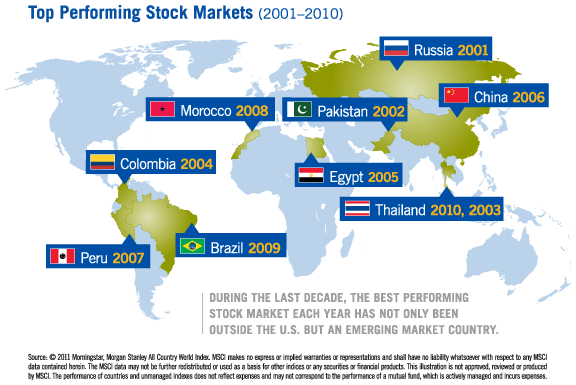 Top Performing Stock Markets (2001–2010)
Russia 2001
China 2006
Morocco 2008
Pakistan 2002
Colombia 2004
Egypt 2005
Thailand 2010, 2003
Peru 2007
Brazil 2009
DURING THE LAST DECADE, THE BEST PERFORMING
STOCK MARKET EACH YEAR HAS NOT ONLY BEEN
OUTSIDE THE U.S. BUT AN EMERGING MARKET COUNTRY.
Source: © 2011 Morningstar, Morgan Stanley All Country World Index. MSCI makes no express or implied warranties or representations and shall have no liability whatsoever with respect to any MSCI
data contained herein. The MSCI data may not be further redistributed or used as a basis for other indices or any securities or financial products. This illustration is not approved, reviewed or produced
by MSCI. The performance of countries and unmanaged indexes does not reflect expenses and may not correspond to the performance of a mutual fund, which is actively managed and incurs expenses.